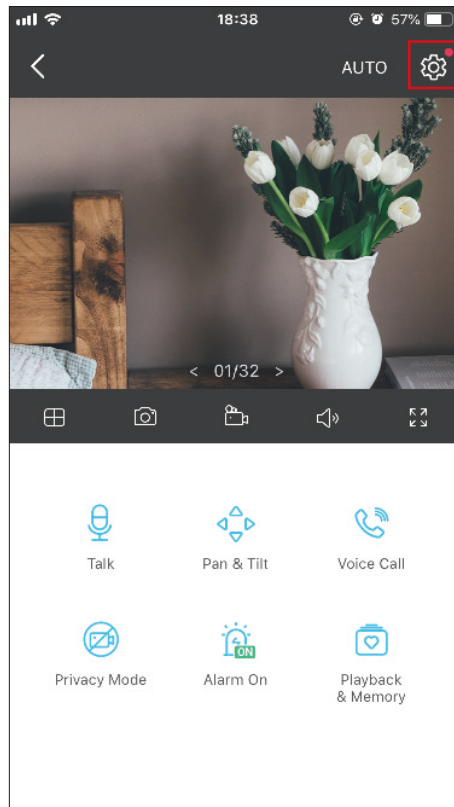 18:38
57%
AUTO
< 01/32 >
Talk
Pan & Tilt
Voice Call
ON
Privacy Mode
Alarm On
Playback
& Memory